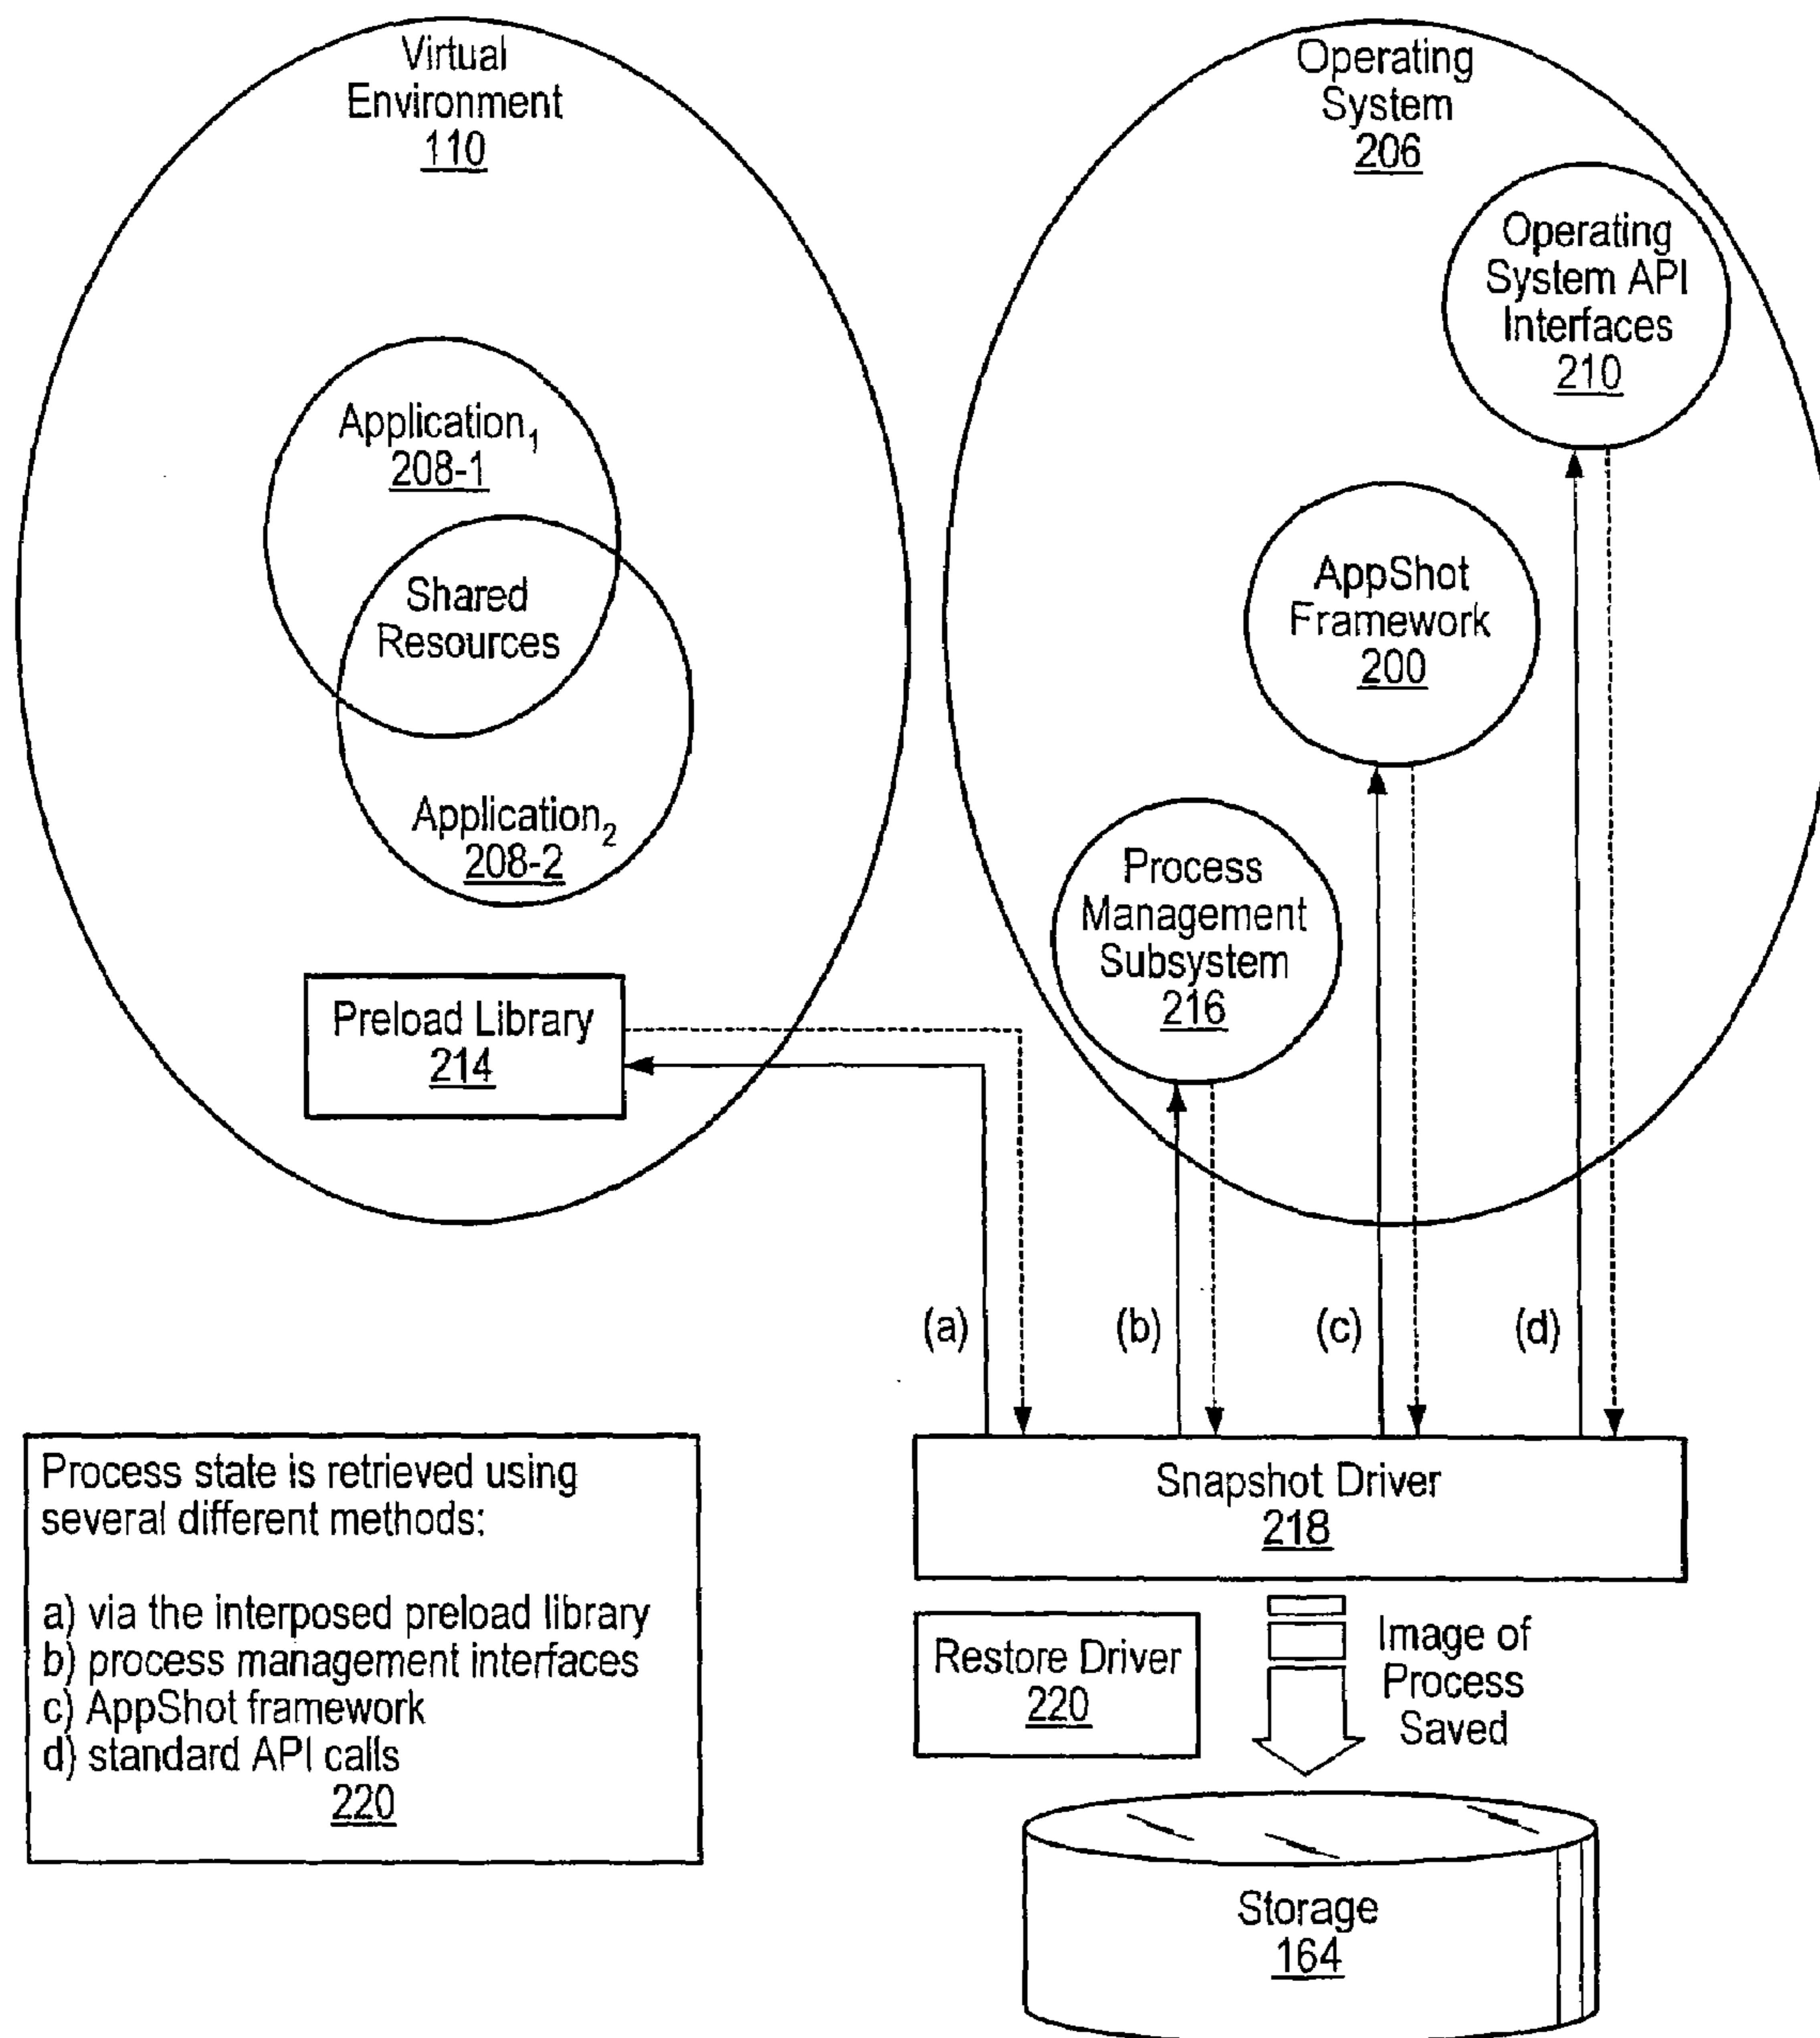 Virtual
Environment
110
Application1
208-1
Shared
Resources
Application2
208-2
Preload Library
214
Operating
System
206
Operating
System API
Interfaces
210
AppShot
Framework
200
Process
Management
Subsystem
216
(a)
(b)
(c)
(d)
Snapshot Driver
218
Process state is retrieved using
several different methods:
a) via the interposed preload library
b) process management interfaces
c) AppShot framework
d) standard API calls
220
Restore Driver
220
Image of
Process
Saved
Storage
164